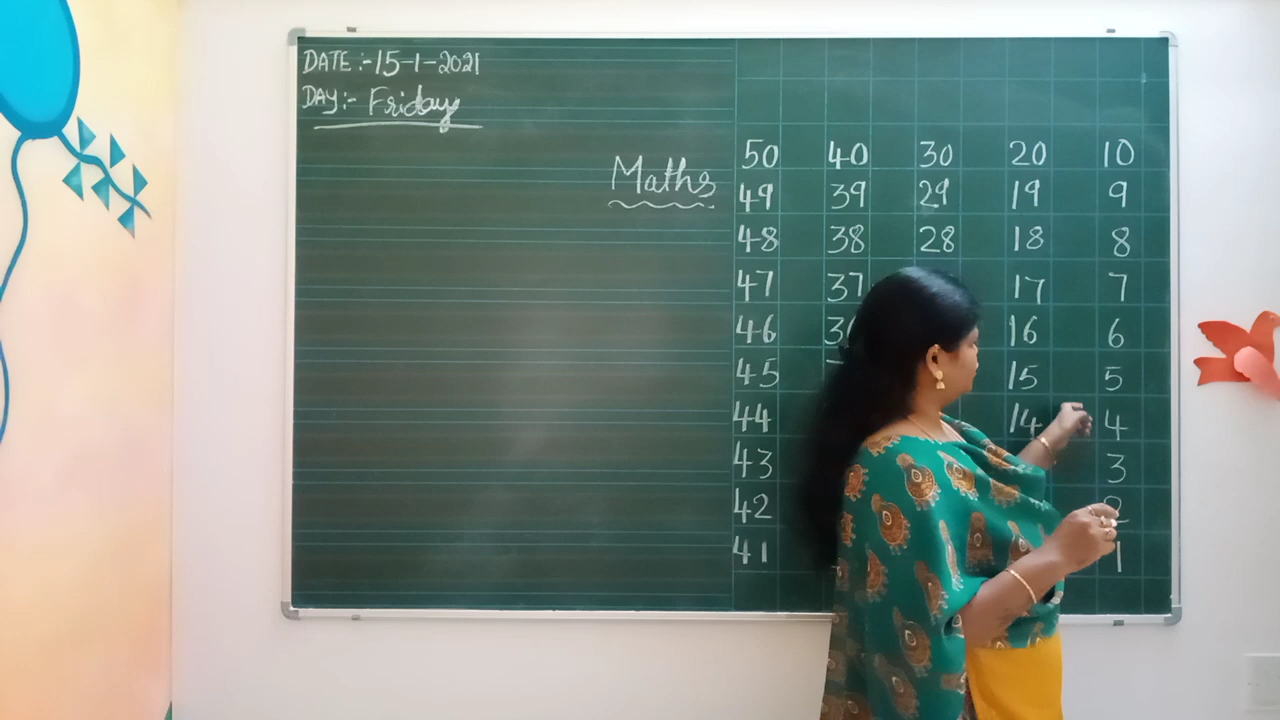 DATE :- 15-1-2021
DAY:- Friday
Maths
50 40 30 20 10
49 39 29 19 9
48 38 28 18 8
47 37 17 7
46 16 6
45 15 5
44 14 4
43 3
42
41 1